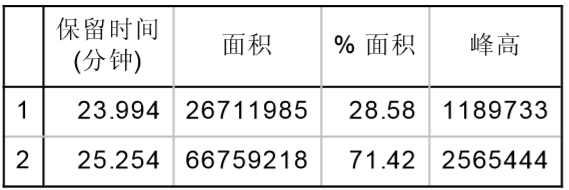 保留时间
(分钟) 面积 % 面积 峰高
1 23.994 26711985 28.58 1189733
2 25.254 66759218 71.42 2565444